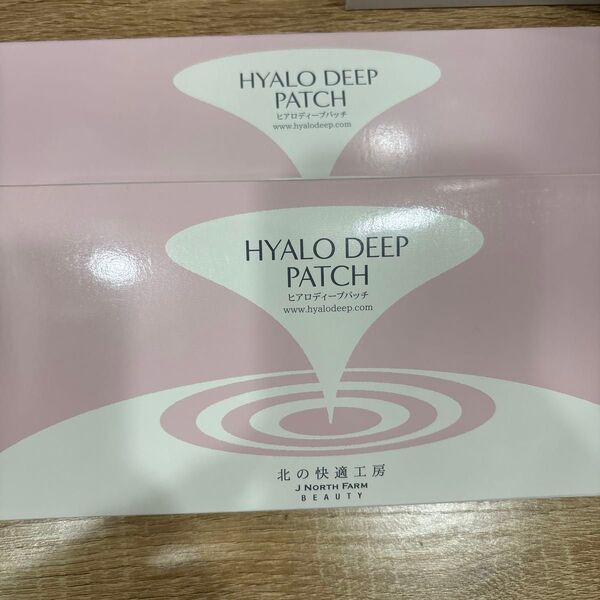 HYALO DEEP
PATCH
ヒアロディープパッチ
www.hyalodeep.com
HYALO DEEP
PATCH
ヒアロディープパッチ
www.hyalodeep.com
北の快適工房
J NORTH FARM
BEAUTY